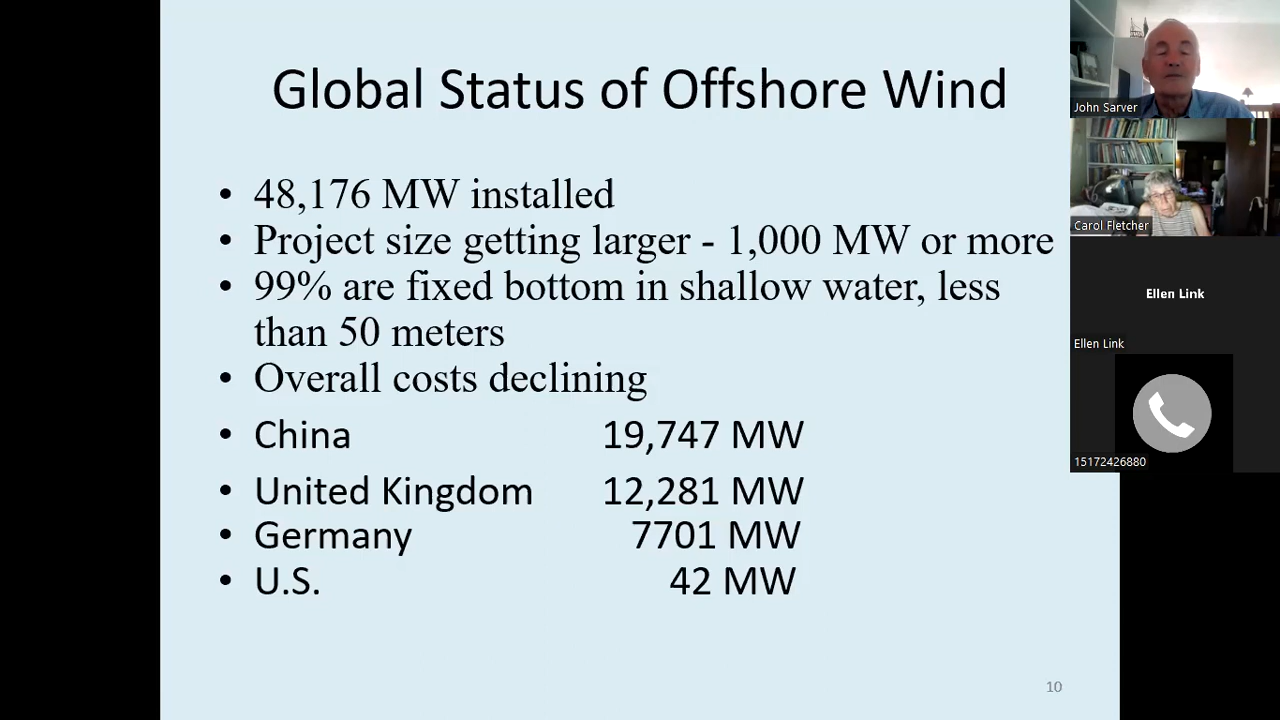 Global Status of Offshore Wind
• 48,176 MW installed
• Project size getting larger - 1,000 MW or more
• 99% are fixed bottom in shallow water, less
than 50 meters
• Overall costs declining
• China 19,747 MW
• United Kingdom 12,281 MW
• Germany 7701 MW
• U.S. 42 MW
10
John Sarver
Carol Fletcher
Ellen Link
Ellen Link
15172426880